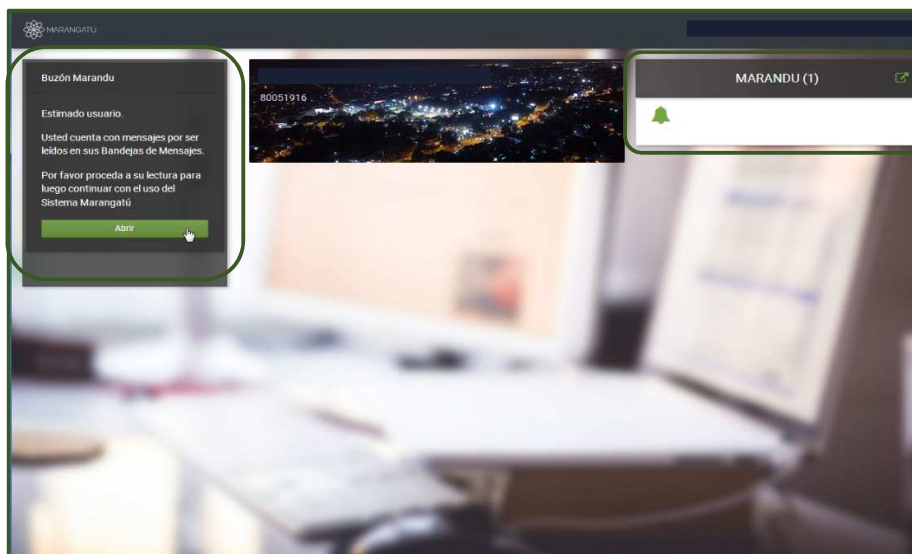 MARANGATU
Buzón Marandu
Estimado usuario.
Usted cuenta con mensajes por ser
leídos en sus Bandejas de Mensajes.
Por favor proceda a su lectura para
luego continuar con el uso del
Sistema Marangatú
Abrir
80051916
MARANDU (1)